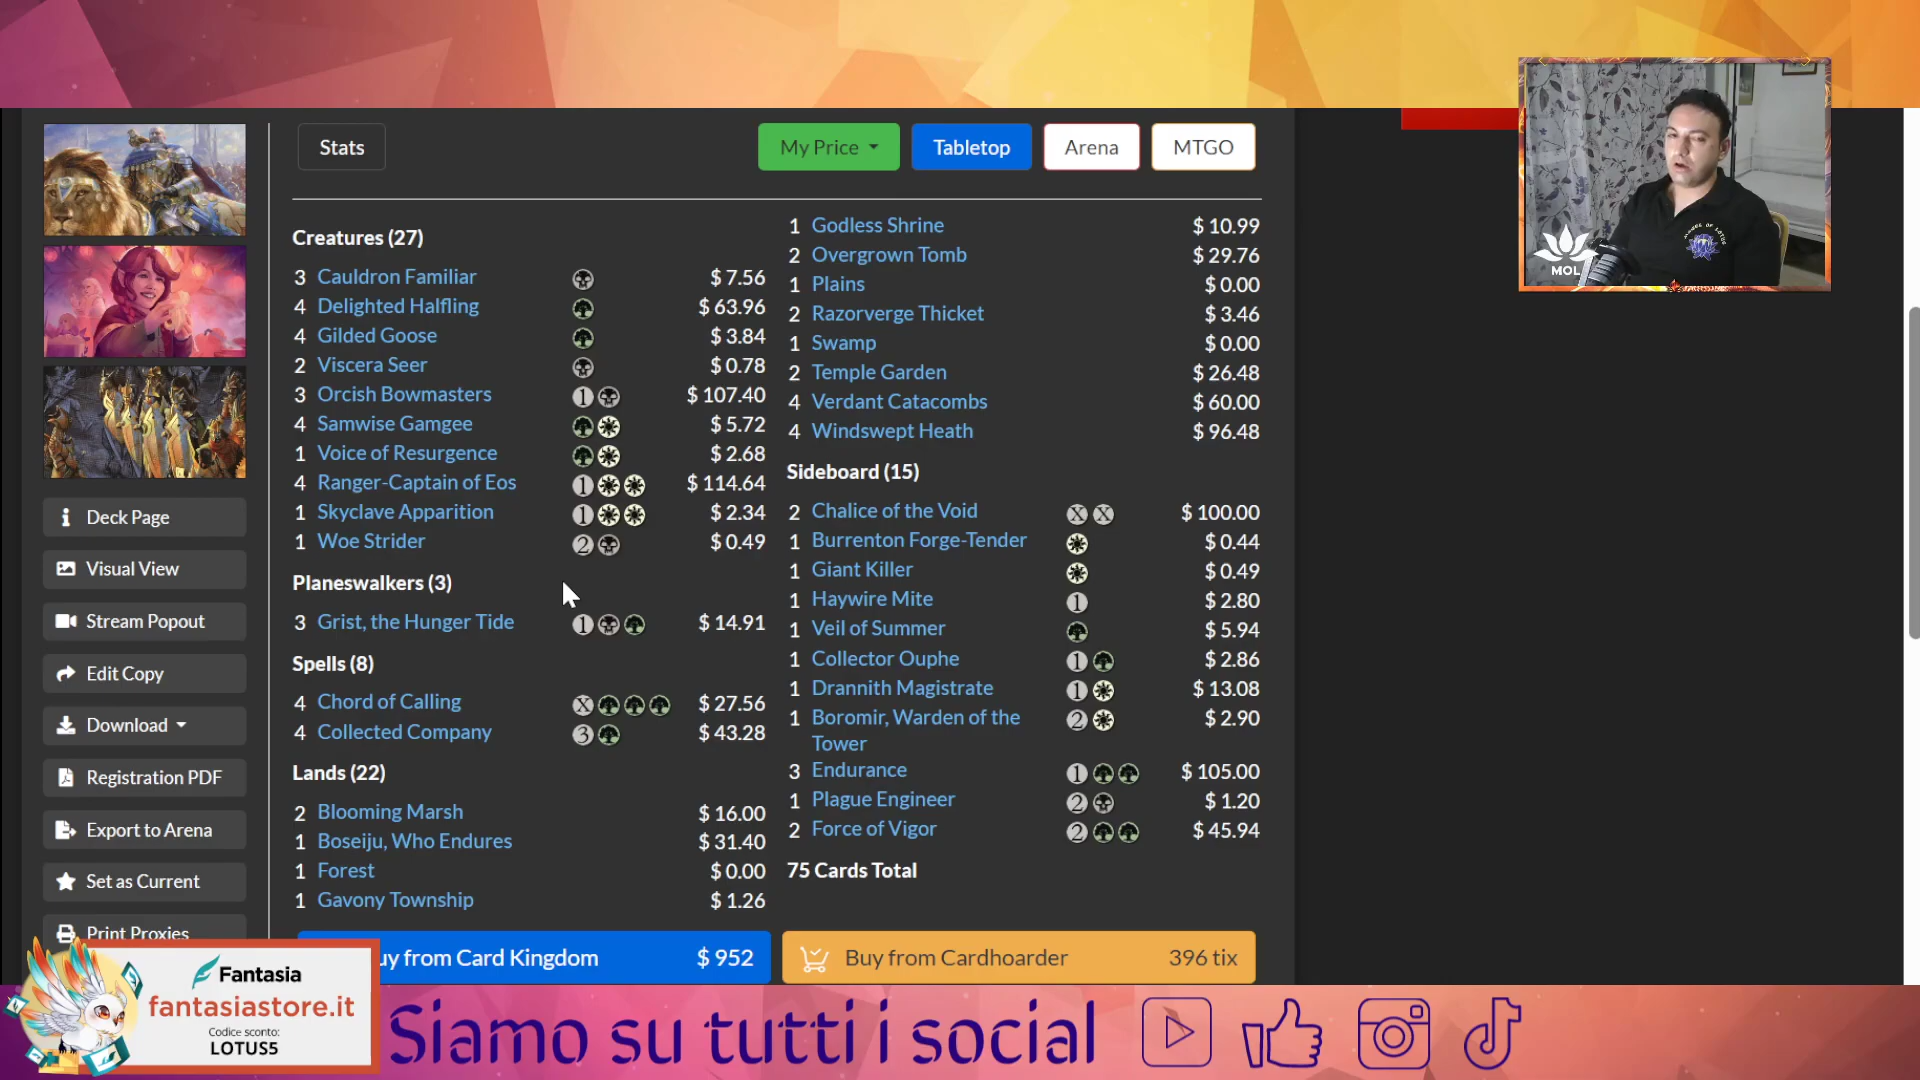 Stats
My Price
Tabletop
Arena
MTGO
Creatures (27)
3 Cauldron Familiar $ 7.56
4 Delighted Halfling $ 63.96
4 Gilded Goose $ 3.84
2 Viscera Seer $ 0.78
3 Orcish Bowmasters 1 $ 107.40
4 Samwise Gamgee $ 5.72
1 Voice of Resurgence $ 2.68
4 Ranger-Captain of Eos 1 $ 114.64
1 Skyclave Apparition 1 $ 2.34
1 Woe Strider 2 $ 0.49
Planeswalkers (3)
3 Grist, the Hunger Tide 1 $ 14.91
Spells (8)
4 Chord of Calling X $ 27.56
4 Collected Company 3 $ 43.28
Lands (22)
2 Blooming Marsh $ 16.00
1 Boseiju, Who Endures $ 31.40
1 Forest $ 0.00
1 Gavony Township $ 1.26
1 Godless Shrine $ 10.99
2 Overgrown Tomb $ 29.76
1 Plains $ 0.00
2 Razorverge Thicket $ 3.46
1 Swamp $ 0.00
2 Temple Garden $ 26.48
4 Verdant Catacombs $ 60.00
4 Windswept Heath $ 96.48
Sideboard (15)
2 Chalice of the Void X X $ 100.00
1 Burrenton Forge-Tender $ 0.44
1 Giant Killer $ 0.49
1 Haywire Mite 1 $ 2.80
1 Veil of Summer $ 5.94
1 Collector Ouphe 1 $ 2.86
1 Drannith Magistrate 1 $ 13.08
1 Boromir, Warden of the 2 $ 2.90
Tower
3 Endurance 1 $ 105.00
1 Plague Engineer 2 $ 1.20
2 Force of Vigor 2 $ 45.94
75 Cards Total
Deck Page
Visual View
Stream Popout
Edit Copy
Download
Registration PDF
Export to Arena
Set as Current
Print Proxies
uy from Card Kingdom $ 952
Buy from Cardhoarder 396 tix
MOL
Fantasia
fantasiastore.it
Codice sconto:
LOTUS5
Siamo su tutti i social